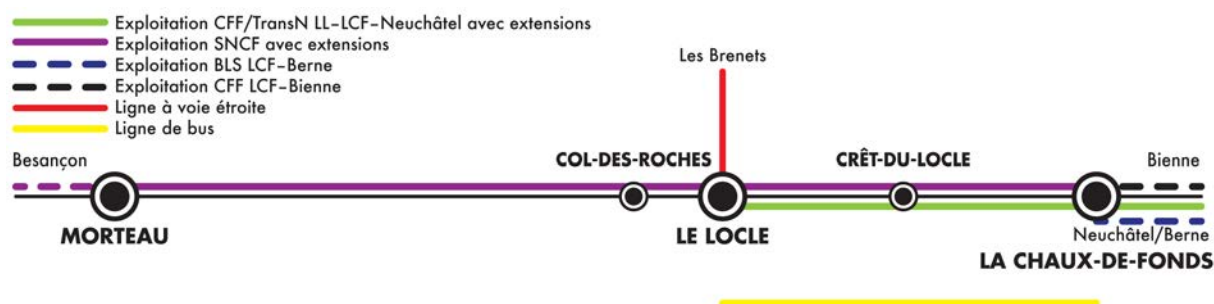 Exploitation CFF/TransN LL–LCF–Neuchâtel avec extensions
Exploitation SNCF avec extensions
Exploitation BLS LCF–Berne
Exploitation CFF LCF–Bienne
Ligne à voie étroite
Ligne de bus
Les Brenets
Besançon
COL-DES-ROCHES
CRÊT-DU-LOCLE
Bienne
MORTEAU
LE LOCLE
Neuchâtel/Berne
LA CHAUX-DE-FONDS